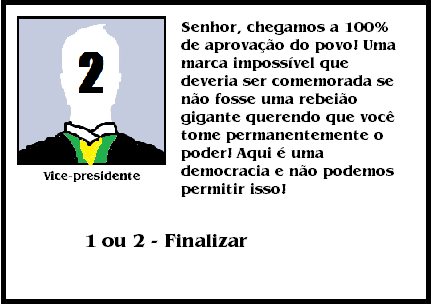 2
Vice-presidente
Senhor, chegamos a 100%
de aprovação do povo! Uma
marca impossível que
deveria ser comemorada se
não fosse uma rebeião
gigante querendo que você
tome permanentemente o
poder! Aqui é uma
democracia e não podemos
permitir isso!
1 ou 2 - Finalizar